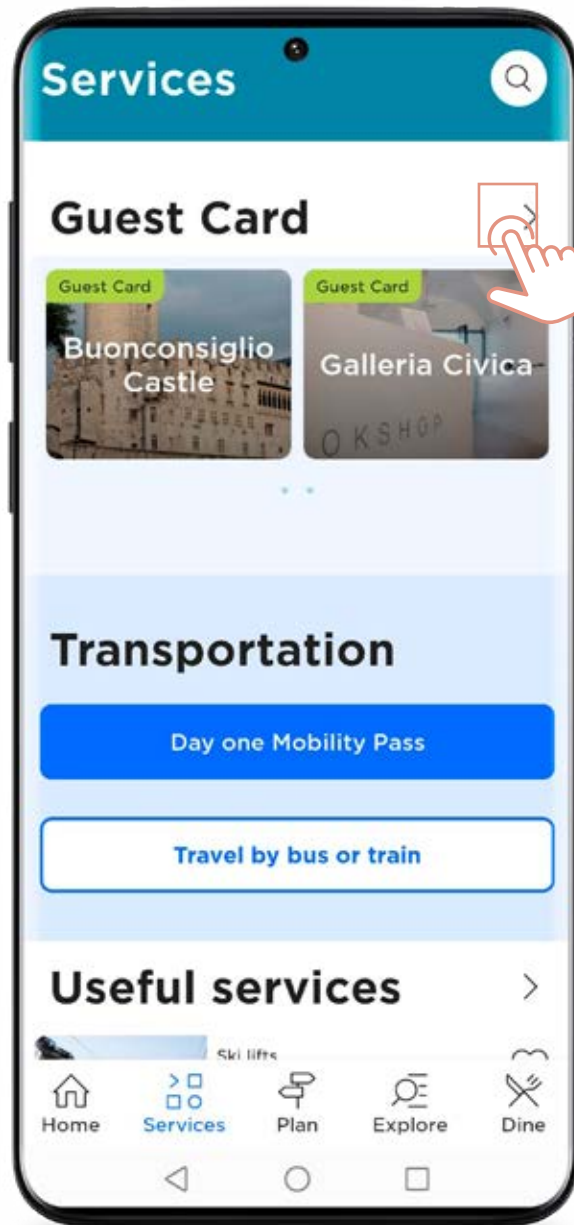 Services
Guest Card
Guest Card
Guest Card
Buonconsiglio
Castle
Galleria Civica
OKSHOP
Transportation
Day one Mobility Pass
Travel by bus or train
Useful services
Ski lifts
Home
Services
Plan
Explore
Dine